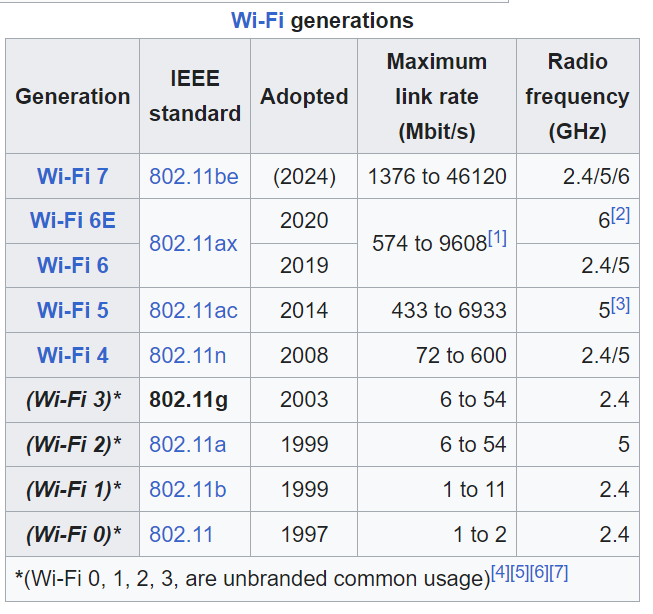 Wi-Fi generations
Generation IEEE standard Adopted Maximum link rate (Mbit/s) Radio frequency (GHz)
Wi-Fi 7 802.11be (2024) 1376 to 46120 2.4/5/6
Wi-Fi 6E 802.11ax 2020 574 to 9608[1] 6[2]
Wi-Fi 6 2019 2.4/5
Wi-Fi 5 802.11ac 2014 433 to 6933 5[3]
Wi-Fi 4 802.11n 2008 72 to 600 2.4/5
(Wi-Fi 3)* 802.11g 2003 6 to 54 2.4
(Wi-Fi 2)* 802.11a 1999 6 to 54 5
(Wi-Fi 1)* 802.11b 1999 1 to 11 2.4
(Wi-Fi 0)* 802.11 1997 1 to 2 2.4
*(Wi-Fi 0, 1, 2, 3, are unbranded common usage)[4][5][6][7]